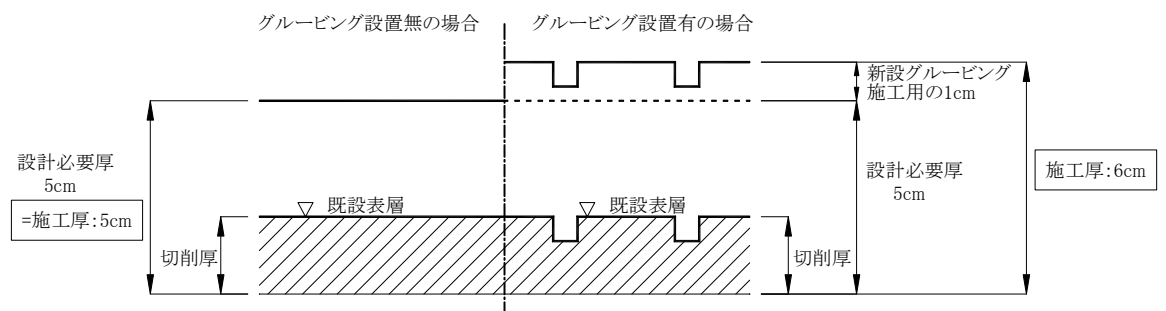 グルービング設置無の場合
グルービング設置有の場合
新設グルービング
施工用の1cm
設計必要厚
5cm
=施工厚:5cm
設計必要厚
5cm
施工厚:6cm
既設表層
既設表層
切削厚
切削厚